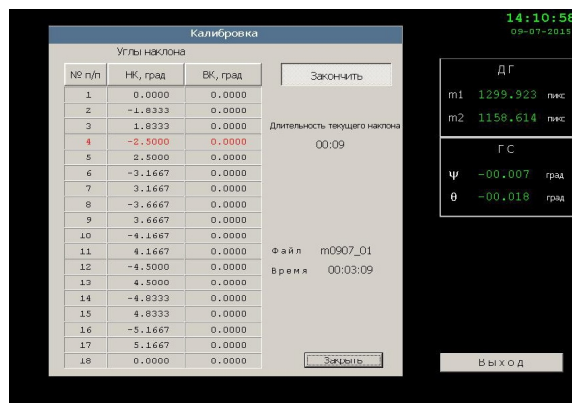 14:10:58
09-07-2015
Калибровка
Углы наклона
№ п/п НК, град ВК, град
1 0.0000 0.0000
2 -1.8333 0.0000
3 1.8333 0.0000
4 -2.5000 0.0000
5 2.5000 0.0000
6 -3.1667 0.0000
7 3.1667 0.0000
8 -3.6667 0.0000
9 3.6667 0.0000
10 -4.1667 0.0000
11 4.1667 0.0000
12 -4.5000 0.0000
13 4.5000 0.0000
14 -4.8333 0.0000
15 4.8333 0.0000
16 -5.1667 0.0000
17 5.1667 0.0000
18 0.0000 0.0000
Закончить
Длительность текущего наклона
00:09
Файл m0907_01
Время 00:03:09
Закрыть
ДГ
m1 1299.923 пикс
m2 1158.614 пикс
ГС
Ψ -00.007 град
θ -00.018 град
Выход